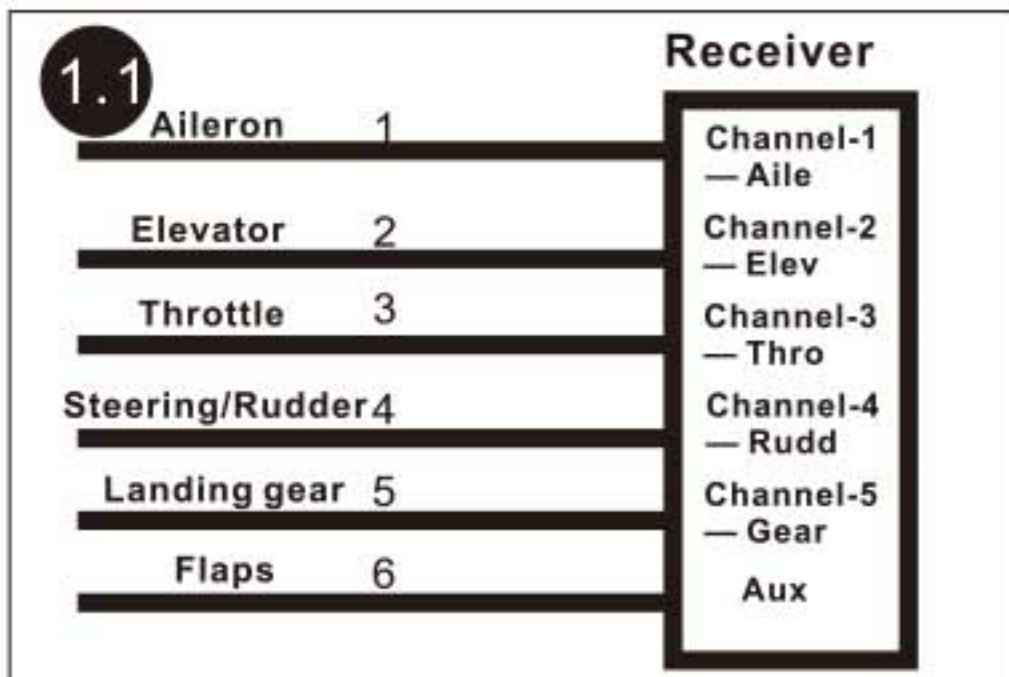 1.1
Receiver
Aileron 1
Channel-1
— Aile
Elevator 2
Channel-2
— Elev
Throttle 3
Channel-3
— Thro
Steering/Rudder 4
Channel-4
— Rudd
Landing gear 5
Channel-5
— Gear
Flaps 6
Aux